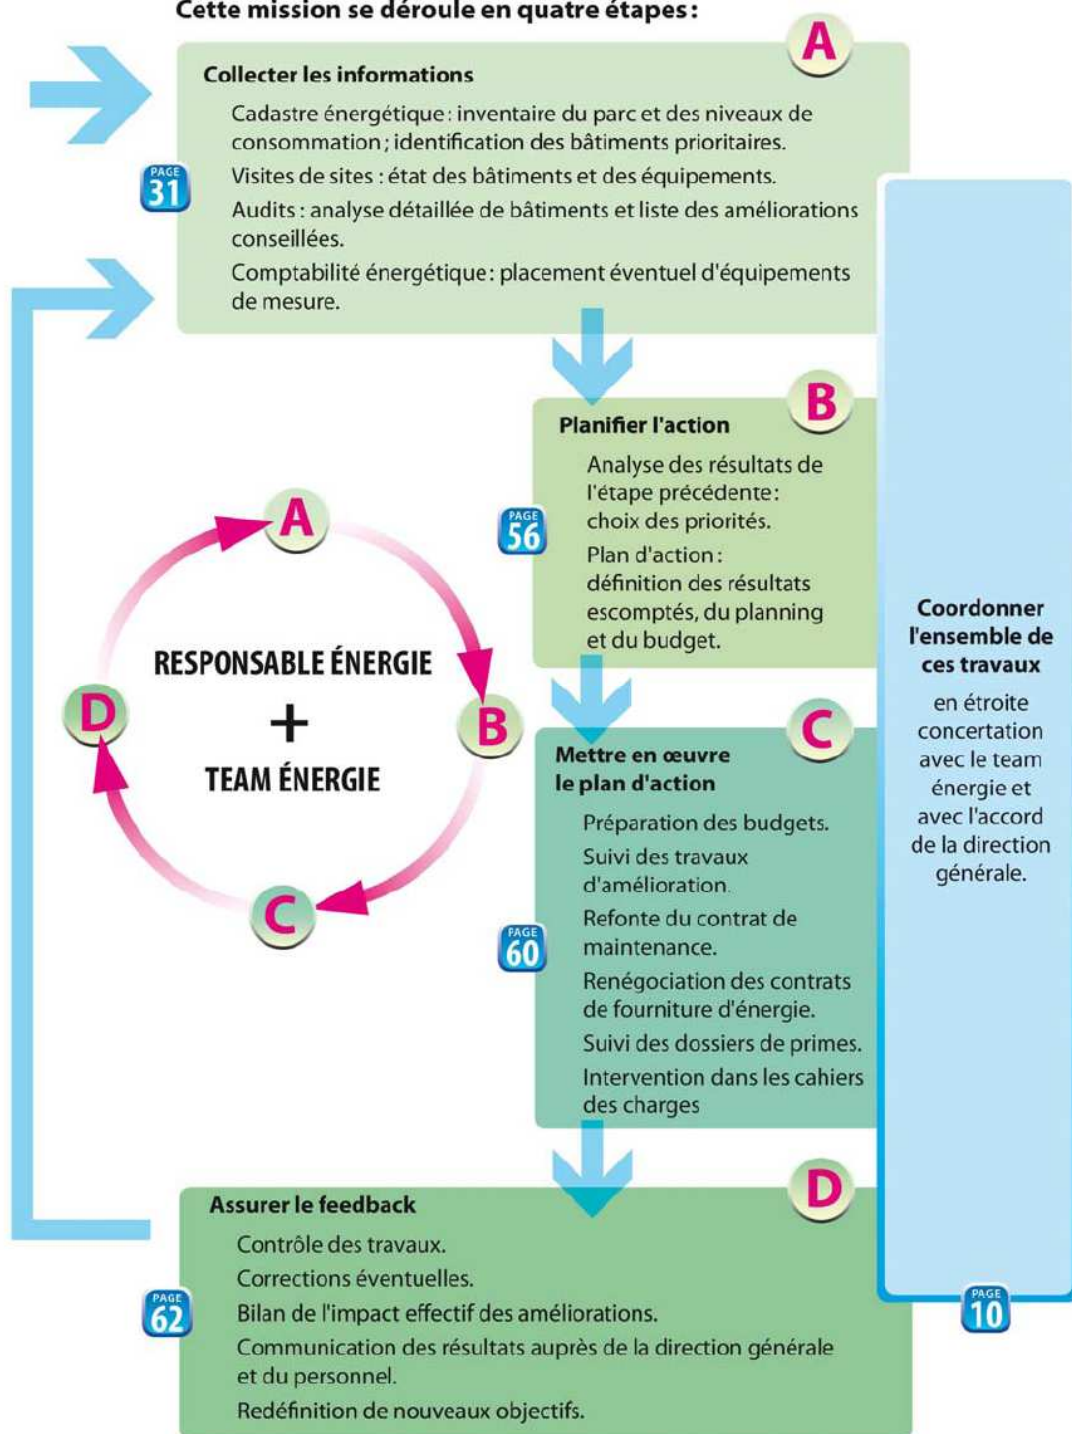 Cette mission se déroule en quatre étapes :
A
Collecter les informations
Cadastre énergétique : inventaire du parc et des niveaux de
consommation ; identification des bâtiments prioritaires.
PAGE
31
Visites de sites : état des bâtiments et des équipements.
Audits : analyse détaillée de bâtiments et liste des améliorations
conseillées.
Comptabilité énergétique : placement éventuel d'équipements
de mesure.
B
Planifier l'action
Analyse des résultats de
l'étape précédente :
choix des priorités.
PAGE
56
Plan d'action :
définition des résultats
escomptés, du planning
et du budget.
A
B
C
D
RESPONSABLE ÉNERGIE
+
TEAM ÉNERGIE
C
Mettre en œuvre
le plan d'action
Préparation des budgets.
Suivi des travaux
d'amélioration.
Refonte du contrat de
maintenance.
PAGE
60
Renégociation des contrats
de fourniture d'énergie.
Suivi des dossiers de primes.
Intervention dans les cahiers
des charges
D
Assurer le feedback
Contrôle des travaux.
Corrections éventuelles.
PAGE
62
Bilan de l'impact effectif des améliorations.
Communication des résultats auprès de la direction générale
et du personnel.
Redéfinition de nouveaux objectifs.
Coordonner
l'ensemble de
ces travaux
en étroite
concertation
avec le team
énergie et
avec l'accord
de la direction
générale.
PAGE
10